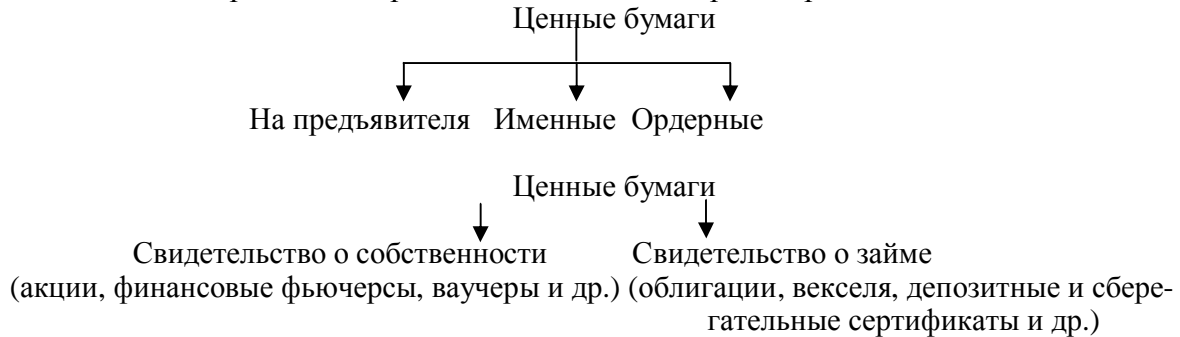 Ценные бумаги
На предъявителя Именные Ордерные
Ценные бумаги
Свидетельство о собственности Свидетельство о займе
(акции, финансовые фьючерсы, ваучеры и др.) (облигации, векселя, депозитные и сбере-
гательные сертификаты и др.)